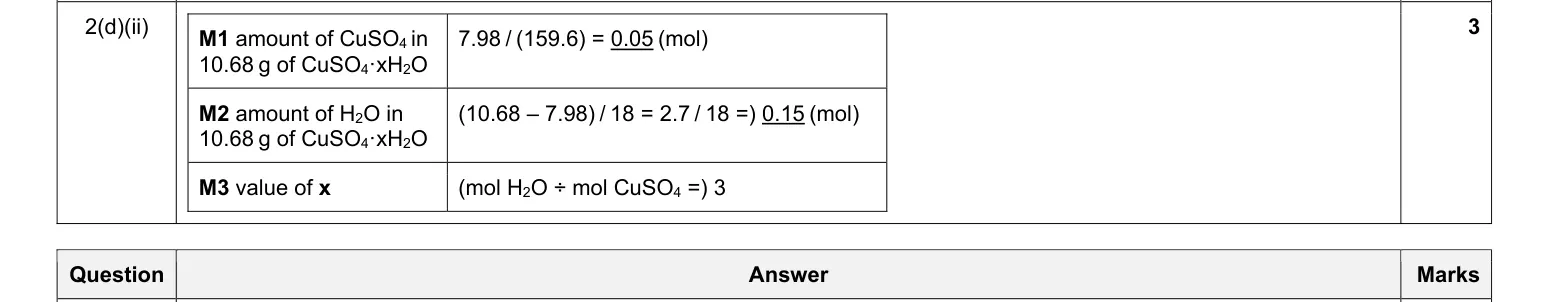 2(d)(ii)
M1 amount of CuSO₄ in
10.68 g of CuSO₄·xH₂O
7.98 / (159.6) = 0.05 (mol)
3
M2 amount of H₂O in
10.68 g of CuSO₄·xH₂O
(10.68 – 7.98) / 18 = 2.7 / 18 =) 0.15 (mol)
M3 value of x
(mol H₂O ÷ mol CuSO₄ =) 3
Question Answer Marks